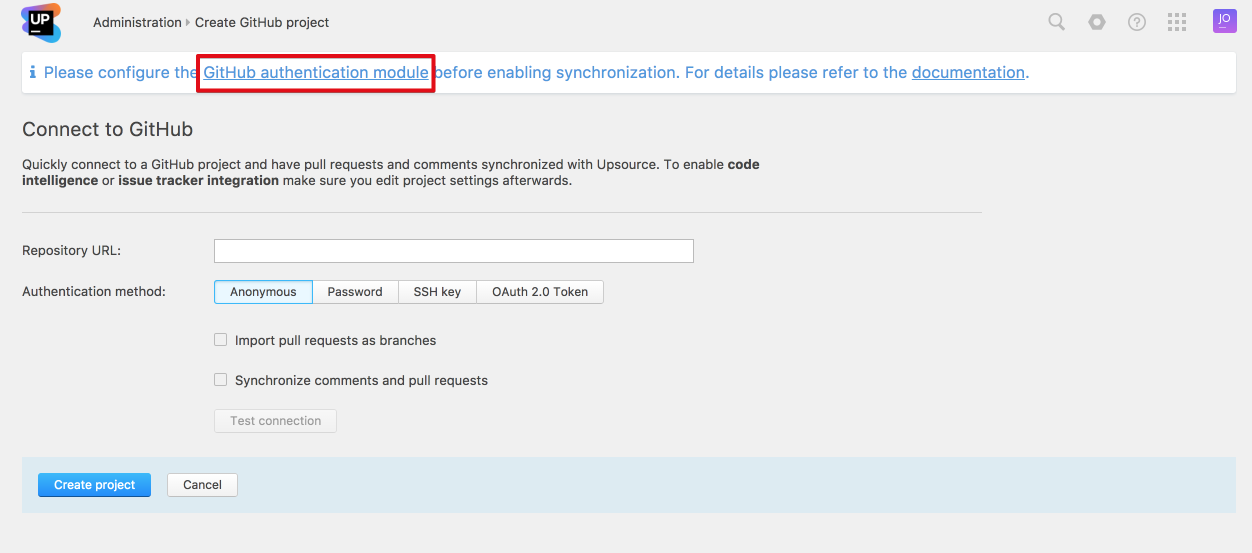 UP
Administration Create GitHub project
JO
i Please configure the GitHub authentication module before enabling synchronization. For details please refer to the documentation.
Connect to GitHub
Quickly connect to a GitHub project and have pull requests and comments synchronized with Upsource. To enable code
intelligence or issue tracker integration make sure you edit project settings afterwards.
Repository URL:
Authentication method: Anonymous Password SSH key OAuth 2.0 Token
Import pull requests as branches
Synchronize comments and pull requests
Test connection
Create project Cancel